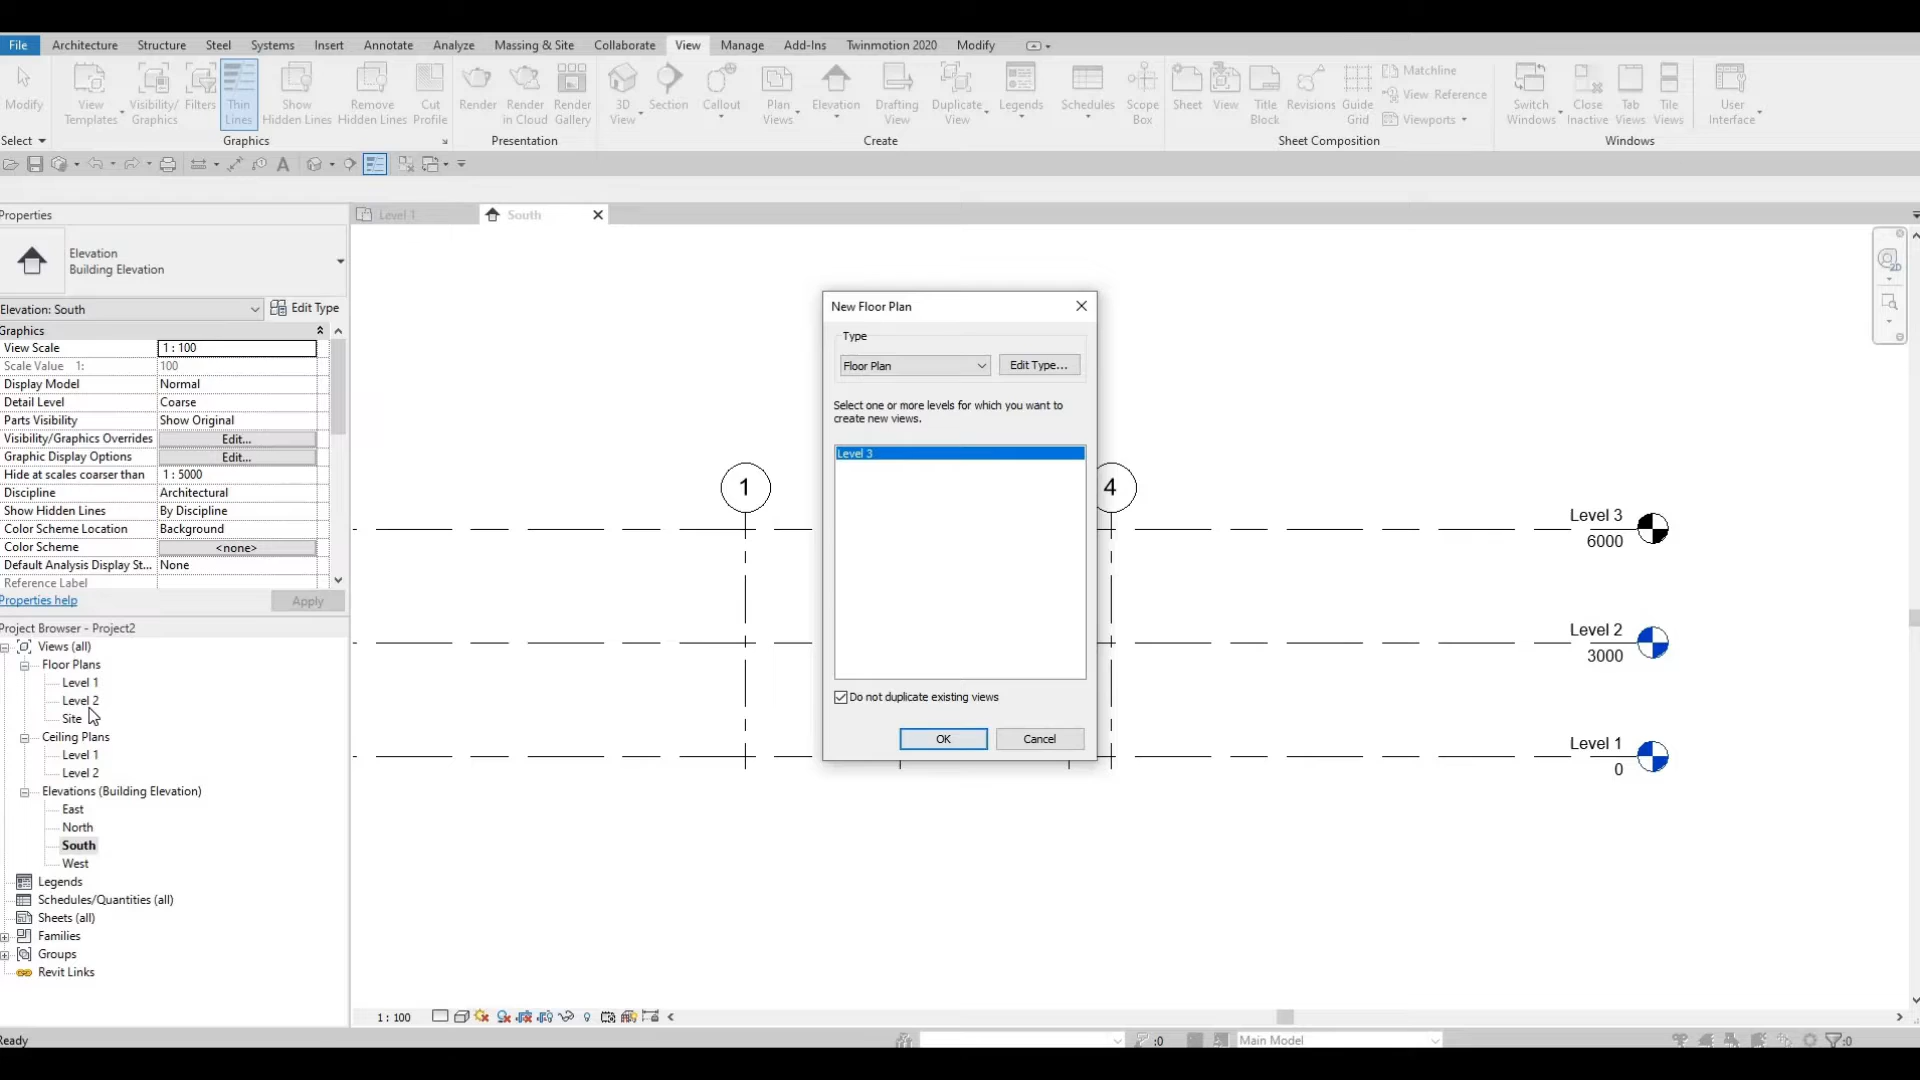 File Architecture Structure Steel Systems Insert Annotate Analyze Massing & Site Collaborate View Manage Add-Ins Twinmotion 2020 Modify
Modify
View Templates
Visibility/ Graphics
Filters
Thin Lines
Show Hidden Lines
Remove Hidden Lines
Cut Profile
Render
Render in Cloud
Render Gallery
3D View
Section
Callout
Plan Views
Elevation
Drafting View
Duplicate View
Legends
Schedules
Scope Box
Sheet
View
Title Block
Revisions
Guide Grid
Matchline
View Reference
Viewports
Switch Windows
Close Inactive
Tab Views
Tile Views
User Interface
Select Graphics Presentation Create Sheet Composition Windows
A
Properties
Level 1 South
Elevation
Building Elevation
Elevation: South Edit Type
Graphics
View Scale 1 : 100
Scale Value 1: 100
Display Model Normal
Detail Level Coarse
Parts Visibility Show Original
Visibility/Graphics Overrides Edit...
Graphic Display Options Edit...
Hide at scales coarser than 1 : 5000
Discipline Architectural
Show Hidden Lines By Discipline
Color Scheme Location Background
Color Scheme <none>
Default Analysis Display St... None
Reference Label
Properties help Apply
Project Browser - Project2
Views (all)
Floor Plans
Level 1
Level 2
Site
Ceiling Plans
Level 1
Level 2
Elevations (Building Elevation)
East
North
South
West
Legends
Schedules/Quantities (all)
Sheets (all)
Families
Groups
Revit Links
New Floor Plan
Type
Floor Plan Edit Type...
Select one or more levels for which you want to
create new views.
Level 3
Do not duplicate existing views
OK Cancel
1 4
Level 3
6000
Level 2
3000
Level 1
0
2D
1 : 100
Ready :0 Main Model :0